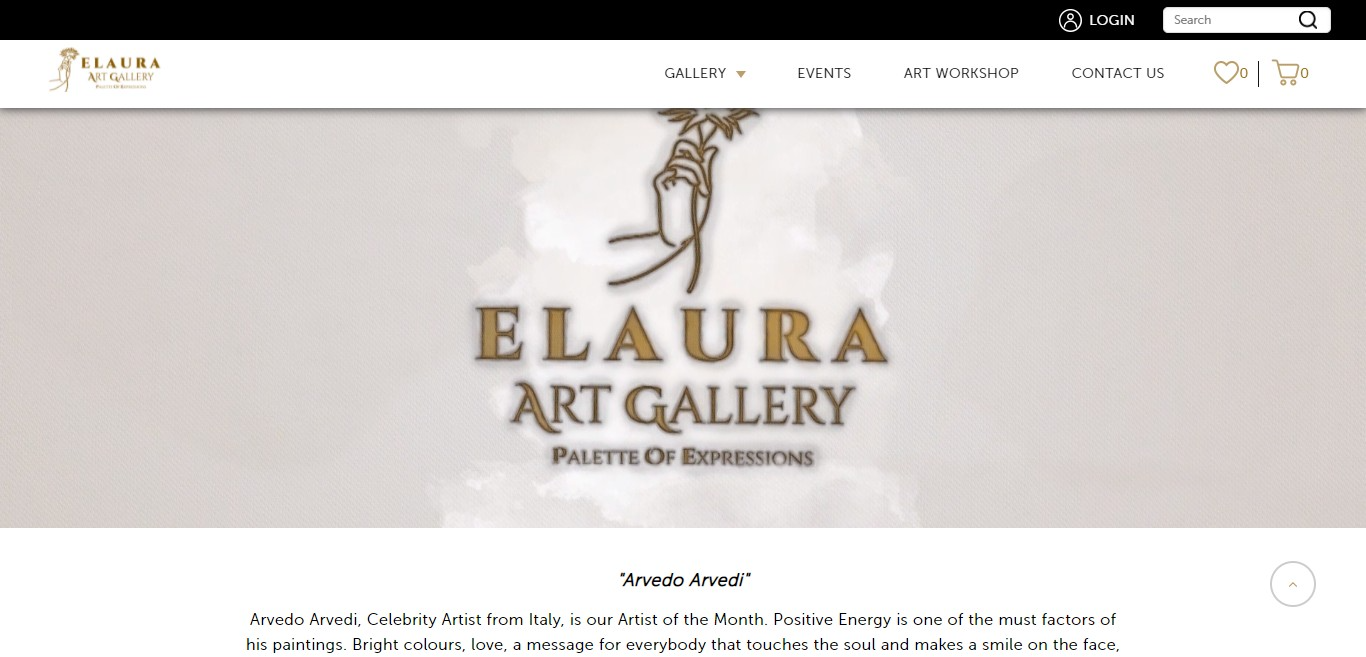 LOGIN
Search
ELAURA
ART GALLERY
PALETTE OF EXPRESSIONS
GALLERY
EVENTS
ART WORKSHOP
CONTACT US
0
0
ELAURA
ART GALLERY
PALETTE OF EXPRESSIONS
"Arvedo Arvedi"
Arvedo Arvedi, Celebrity Artist from Italy, is our Artist of the Month. Positive Energy is one of the must factors of
his paintings. Bright colours, love, a message for everybody that touches the soul and makes a smile on the face,